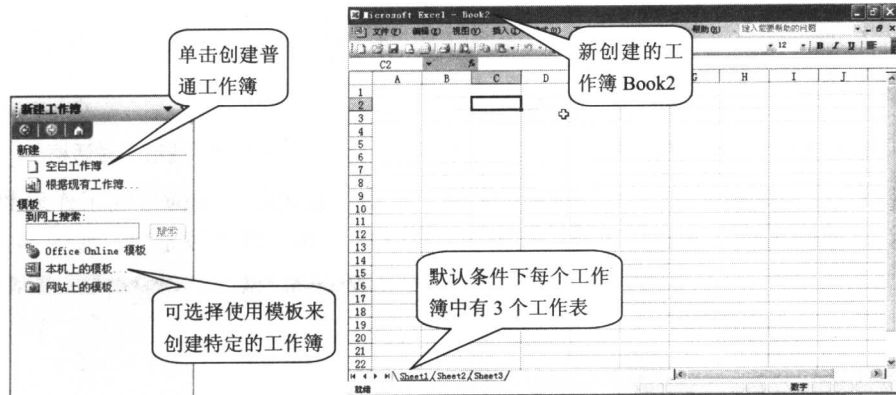 单击创建普
通工作簿
新建工作簿
新建
空白工作簿
根据现有工作簿...
模板
到网上搜索:
搜索
Office Online 模板
本机上的模板...
网站上的模板...
可选择使用模板来
创建特定的工作簿
Microsoft Excel - Book2
文件(F) 编辑(E) 视图(V) 插入(I) 帮助(H) 键入需要帮助的问题
12 B I U
C2 fx
A B C D G H I J
新创建的工
作簿 Book2
1
2
3
4
5
6
7
8
9
10
11
12
13
14
15
16
17
18
19
20
21
22
默认条件下每个工作
簿中有 3 个工作表
Sheet1 Sheet2 Sheet3
就绪 数字